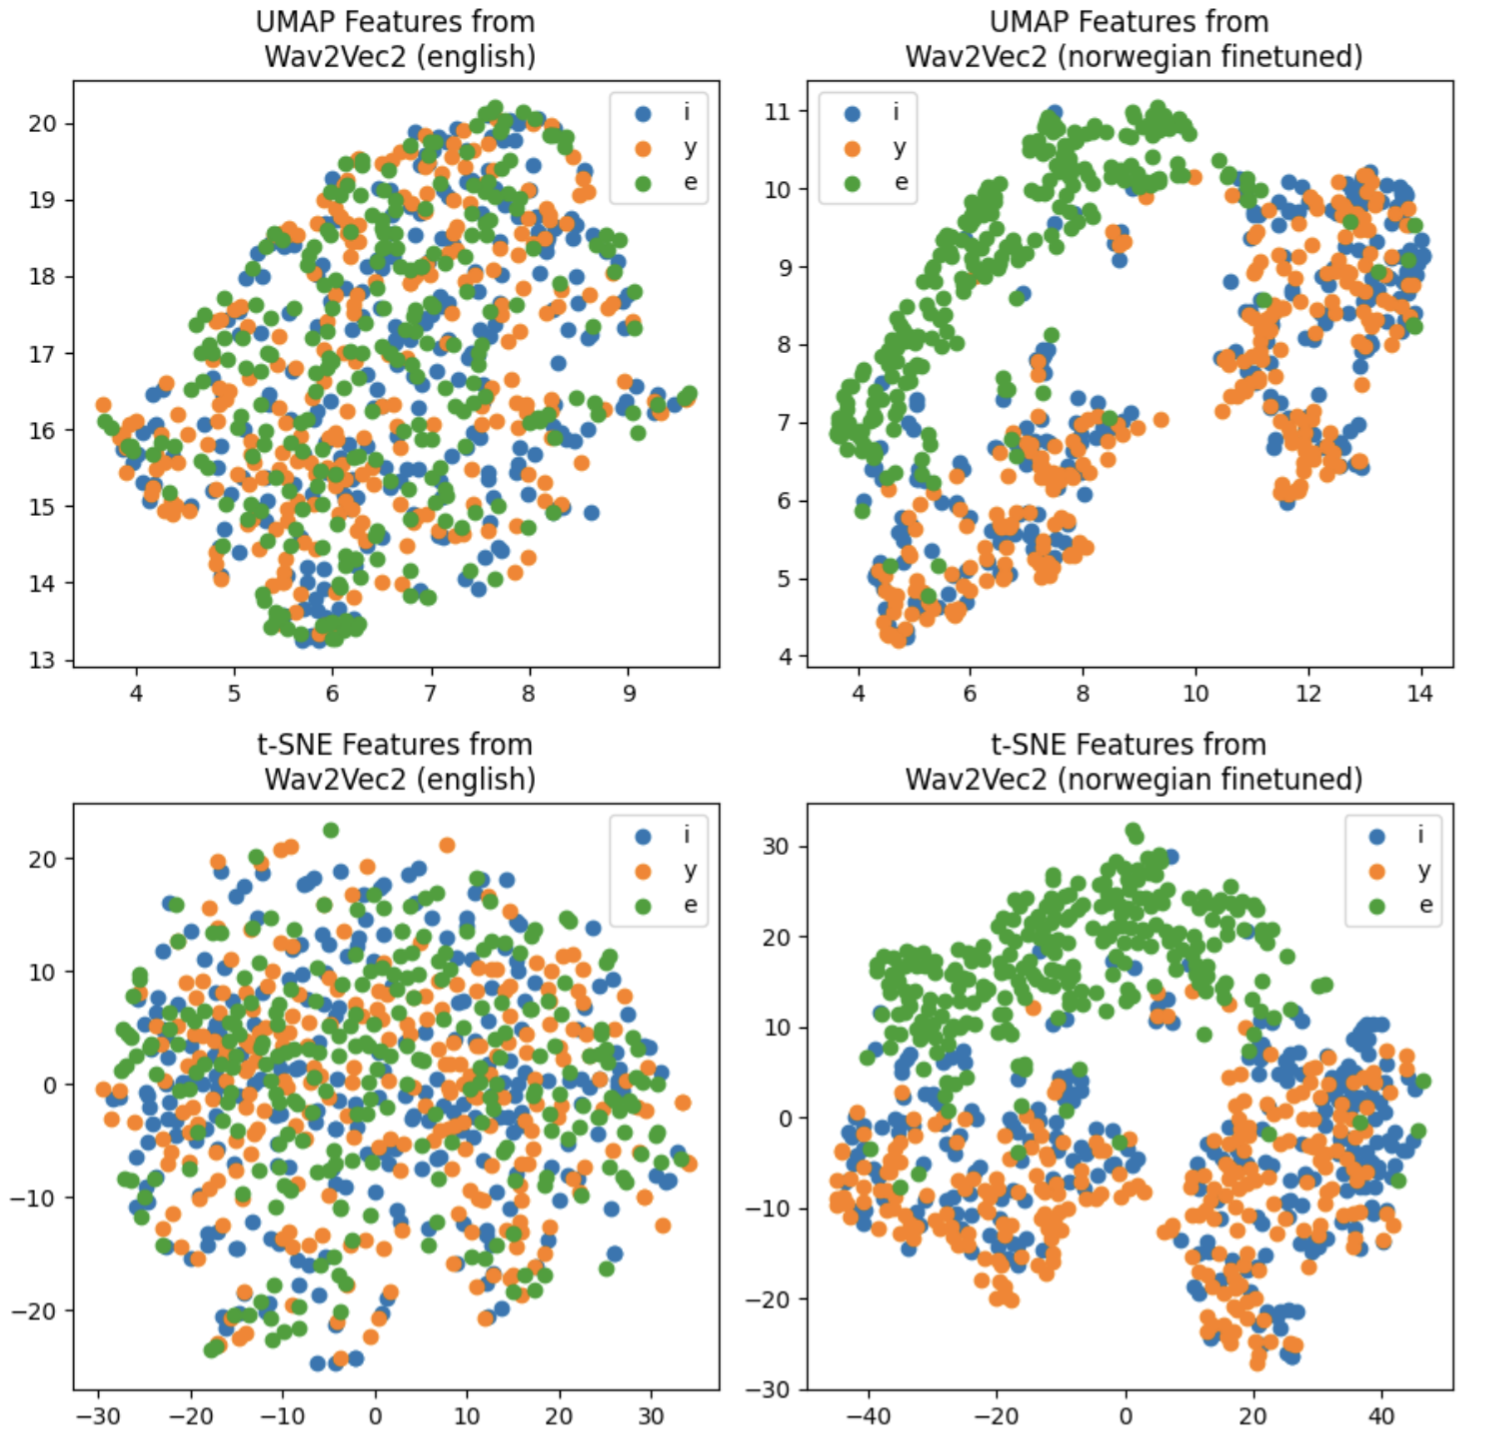 UMAP Features from
Wav2Vec2 (english)
20
19
18
17
16
15
14
13
4 5 6 7 8 9
i
y
e
UMAP Features from
Wav2Vec2 (norwegian finetuned)
11
10
9
8
7
6
5
4
4 6 8 10 12 14
i
y
e
t-SNE Features from
Wav2Vec2 (english)
20
10
0
−10
−20
−30 −20 −10 0 10 20 30
i
y
e
t-SNE Features from
Wav2Vec2 (norwegian finetuned)
30
20
10
0
−10
−20
−30
−40 −20 0 20 40
i
y
e